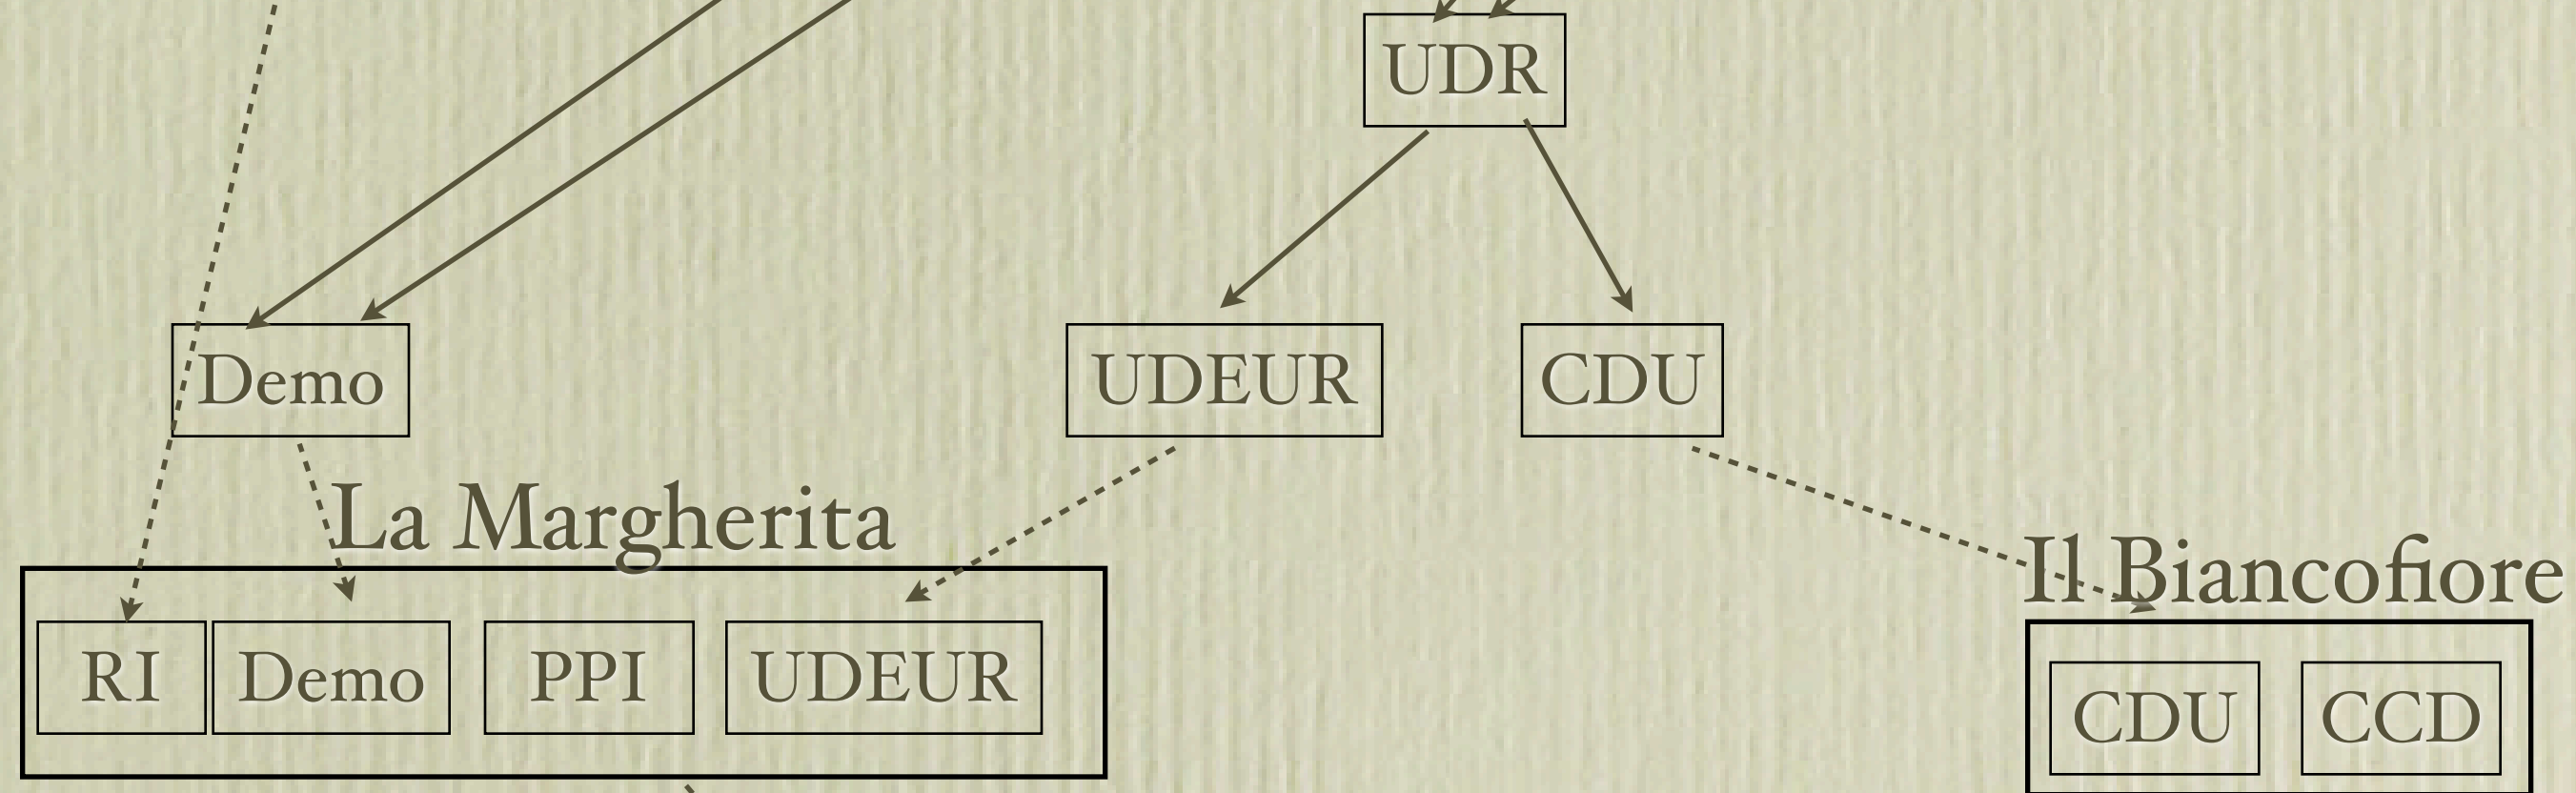 UDR
Demo
UDEUR
CDU
La Margherita
Il Biancofiore
RI
Demo
PPI
UDEUR
CDU
CCD